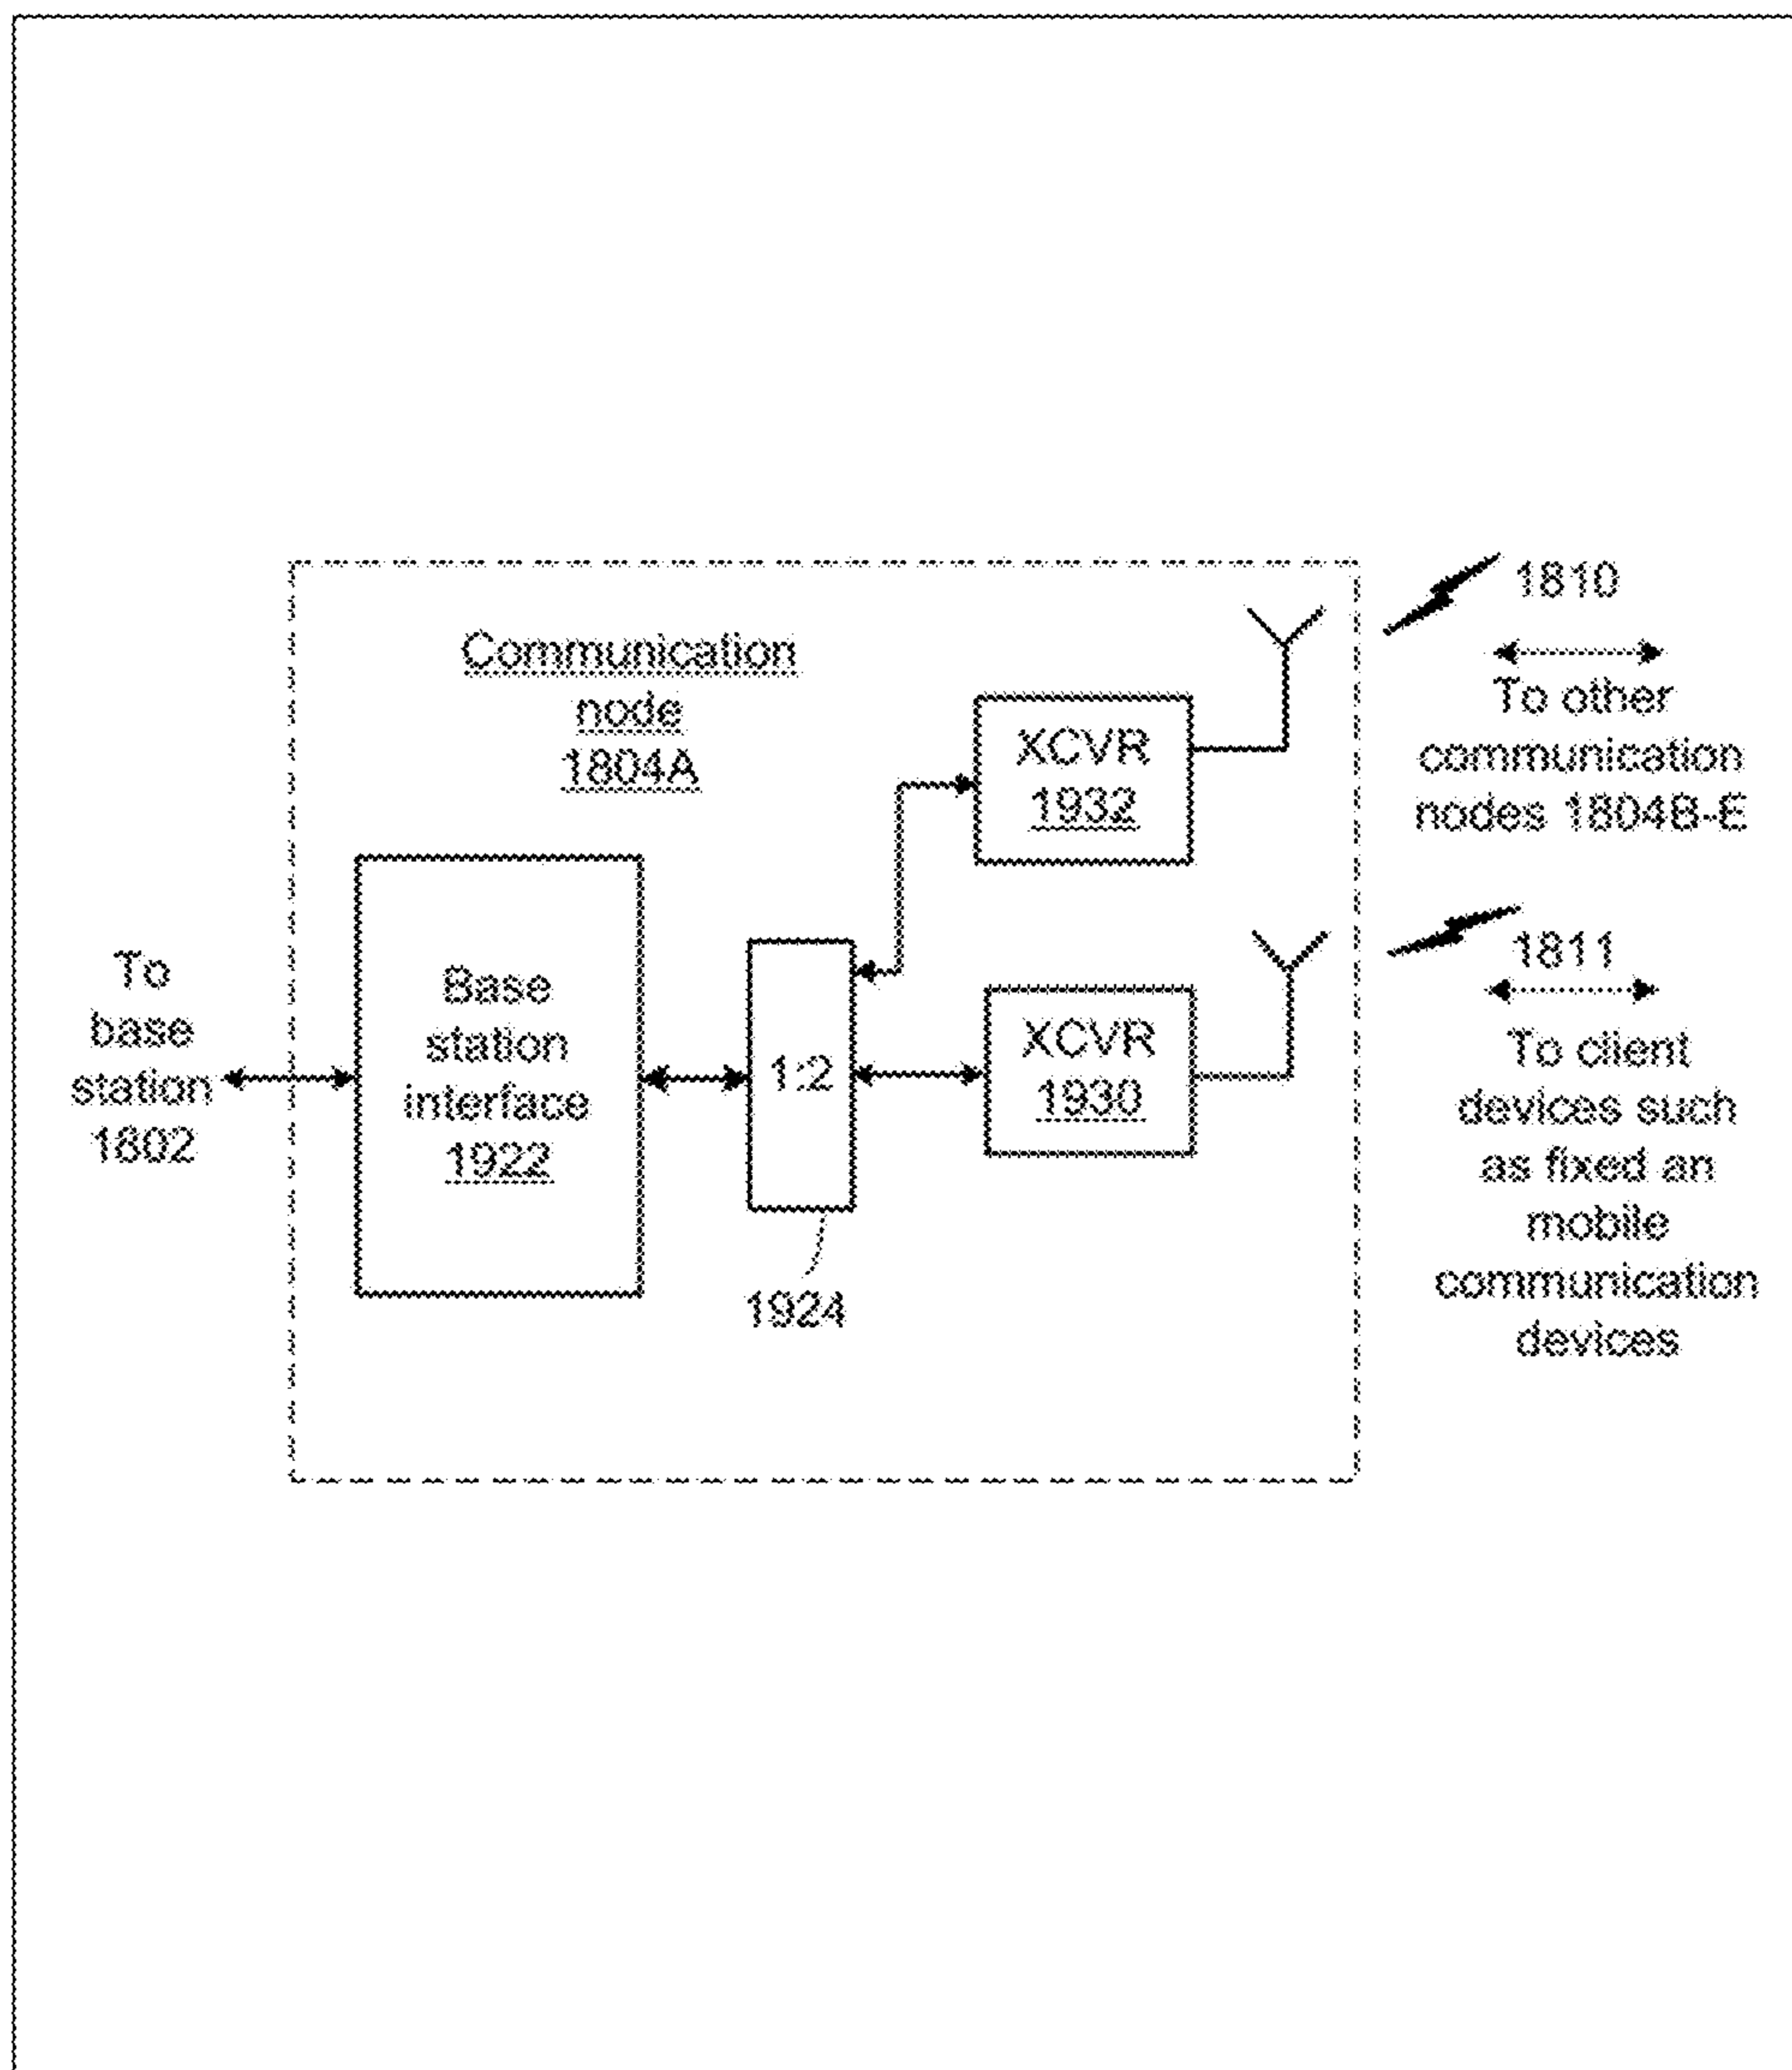 Communication
node
1804A
To
base
station
1802
Base
station
interface
1922
1:2
1924
XCVR
1932
XCVR
1930
1810
To other
communication
nodes 1804B-E
1811
To client
devices such
as fixed an
mobile
communication
devices